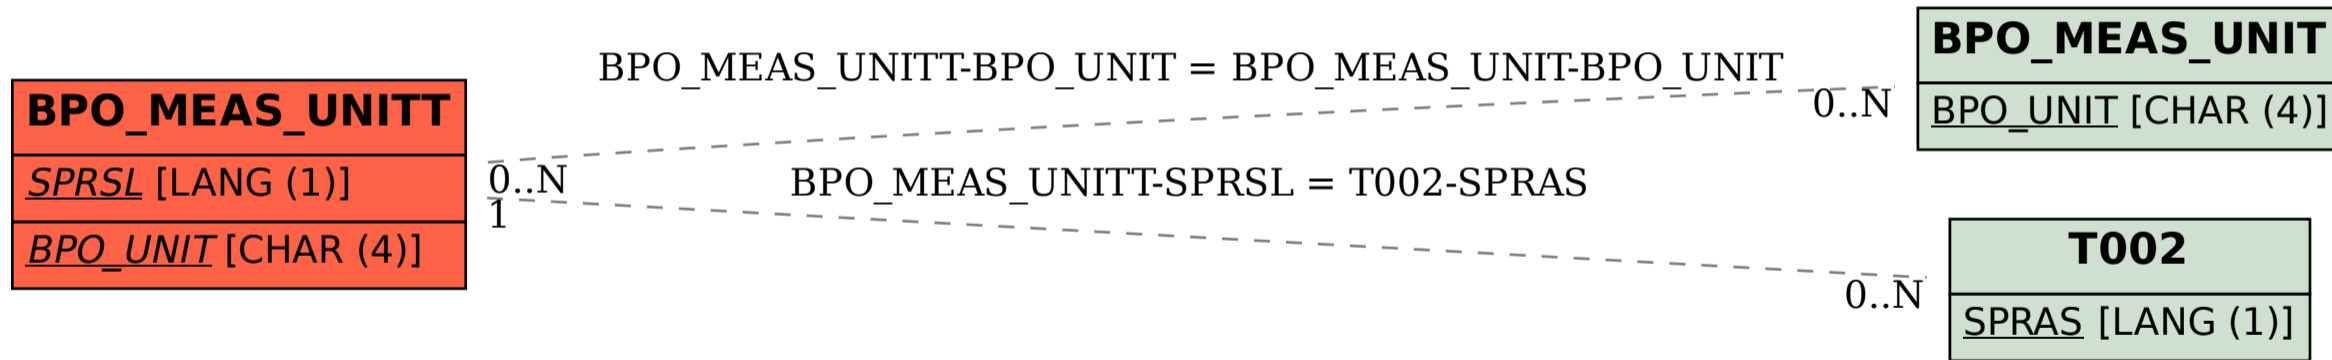 BPO_MEAS_UNITT
SPRSL [LANG (1)]
BPO_UNIT [CHAR (4)]
BPO_MEAS_UNITT-BPO_UNIT = BPO_MEAS_UNIT-BPO_UNIT
0..N
0..N
BPO_MEAS_UNITT-SPRSL = T002-SPRAS
1
0..N
BPO_MEAS_UNIT
BPO_UNIT [CHAR (4)]
T002
SPRAS [LANG (1)]